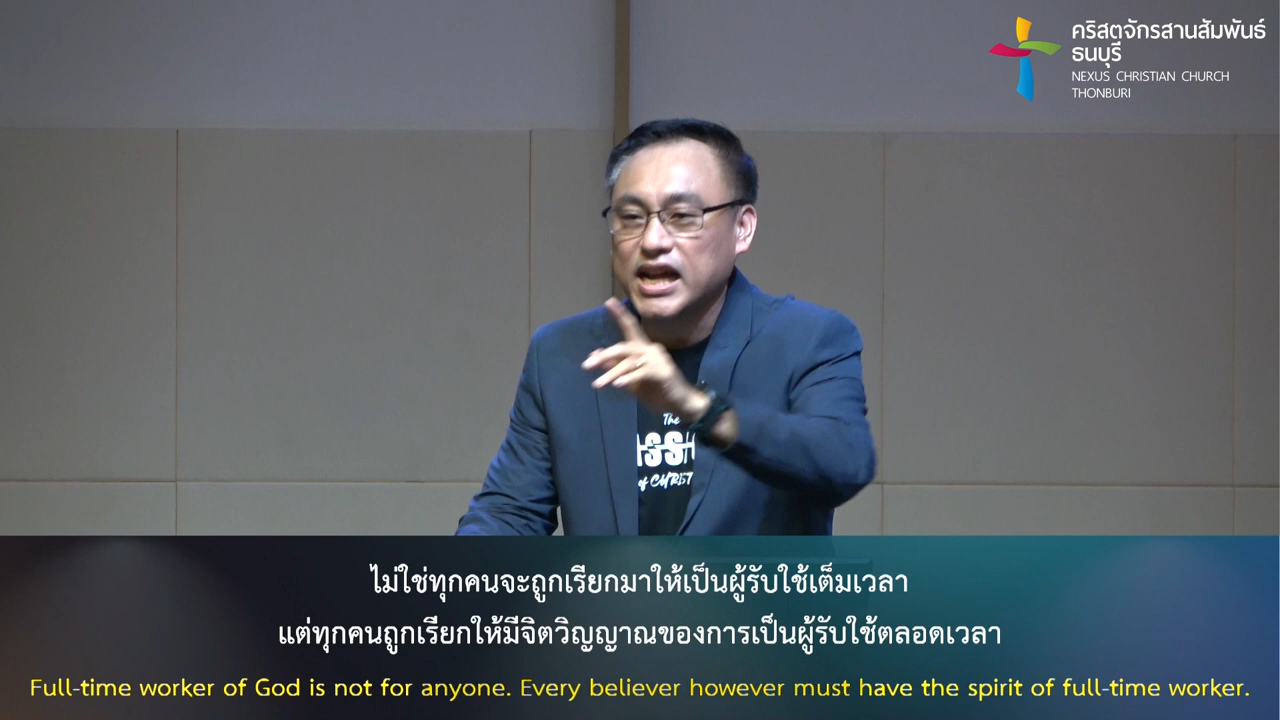 คริสตจักรสานสัมพันธ์
ธนบุรี
NEXUS CHRISTIAN CHURCH
THONBURI
The
of CHRIST
ไม่ใช่ทุกคนจะถูกเรียกมาให้เป็นผู้รับใช้เต็มเวลา
แต่ทุกคนถูกเรียกให้มีจิตวิญญาณของการเป็นผู้รับใช้ตลอดเวลา
Full-time worker of God is not for anyone. Every believer however must have the spirit of full-time worker.